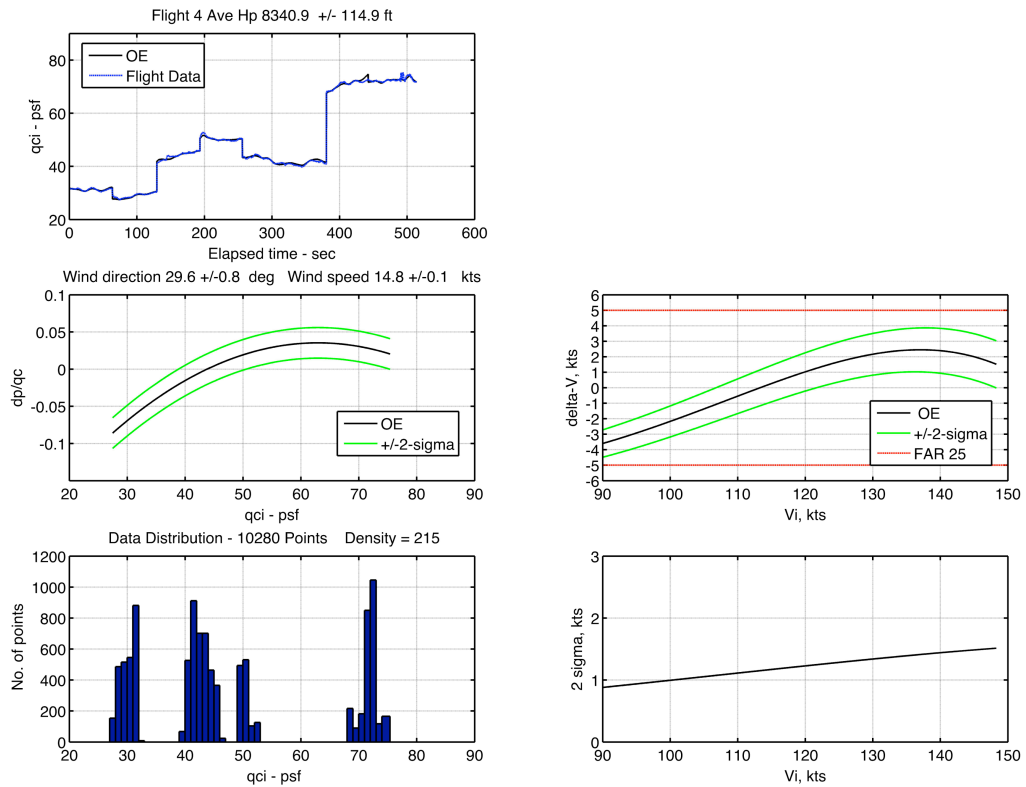 Flight 4 Ave Hp 8340.9 +/- 114.9 ft
80
60
40
20
qci - psf
OE
Flight Data
0 100 200 300 400 500 600
Elapsed time - sec
Wind direction 29.6 +/-0.8 deg Wind speed 14.8 +/-0.1 kts
0.1
0.05
0
-0.05
-0.1
dp/qc
OE
+/-2-sigma
20 30 40 50 60 70 80 90
qci - psf
6
5
4
3
2
1
0
-1
-2
-3
-4
-5
-6
delta-V, kts
OE
+/-2-sigma
FAR 25
90 100 110 120 130 140 150
Vi, kts
Data Distribution - 10280 Points Density = 215
1200
1000
800
600
400
200
0
No. of points
20 30 40 50 60 70 80 90
qci - psf
3
2
1
0
2 sigma, kts
90 100 110 120 130 140 150
Vi, kts